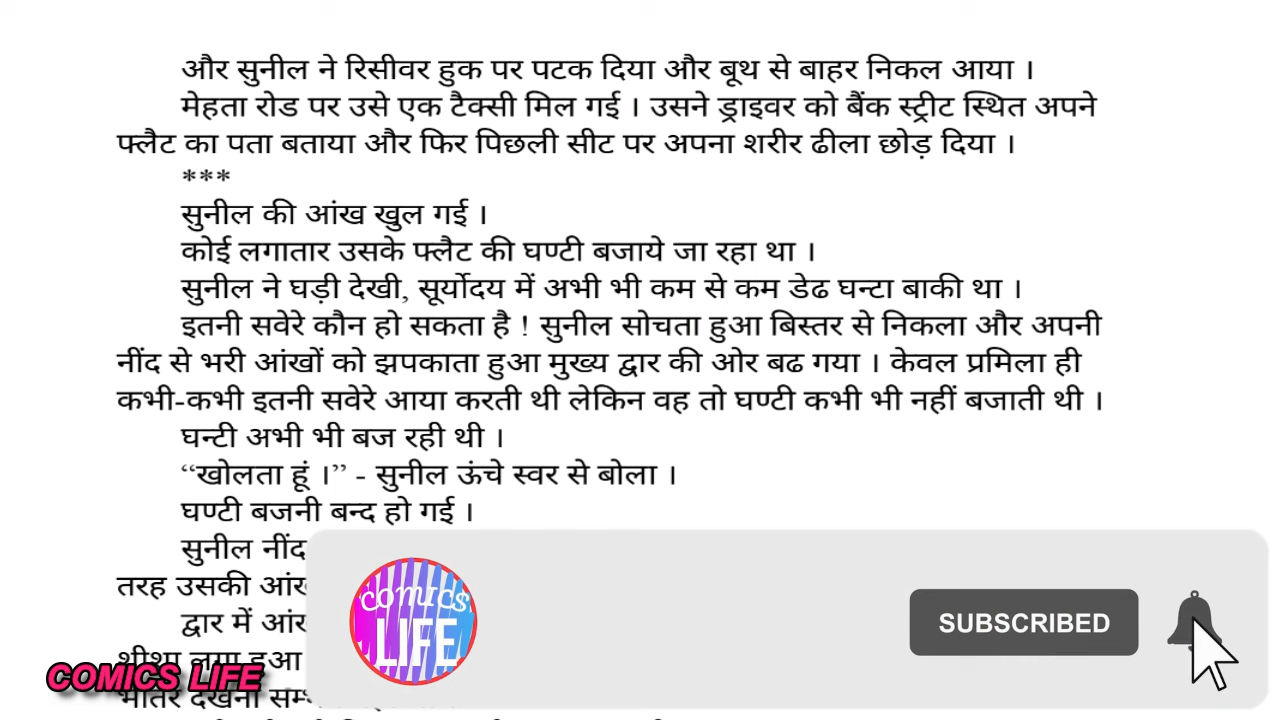 और सुनील ने रिसीवर हुक पर पटक दिया और बूथ से बाहर निकल आया ।
मेहता रोड पर उसे एक टैक्सी मिल गई । उसने ड्राइवर को बैंक स्ट्रीट स्थित अपने
फ्लैट का पता बताया और फिर पिछली सीट पर अपना शरीर ढीला छोड़ दिया ।
***
सुनील की आंख खुल गई ।
कोई लगातार उसके फ्लैट की घण्टी बजाये जा रहा था ।
सुनील ने घड़ी देखी, सूर्योदय में अभी भी कम से कम डेढ घन्टा बाकी था ।
इतनी सवेरे कौन हो सकता है ! सुनील सोचता हुआ बिस्तर से निकला और अपनी
नींद से भरी आंखों को झपकाता हुआ मुख्य द्वार की ओर बढ गया । केवल प्रमिला ही
कभी-कभी इतनी सवेरे आया करती थी लेकिन वह तो घण्टी कभी भी नहीं बजाती थी ।
घन्टी अभी भी बज रही थी ।
“खोलता हूं ।” - सुनील ऊंचे स्वर से बोला ।
घण्टी बजनी बन्द हो गई ।
सुनील नींद
तरह उसकी
द्वार में
शीशा लगा हुआ
भीतर देखना
comics
LIFE
SUBSCRIBED
COMICS LIFE